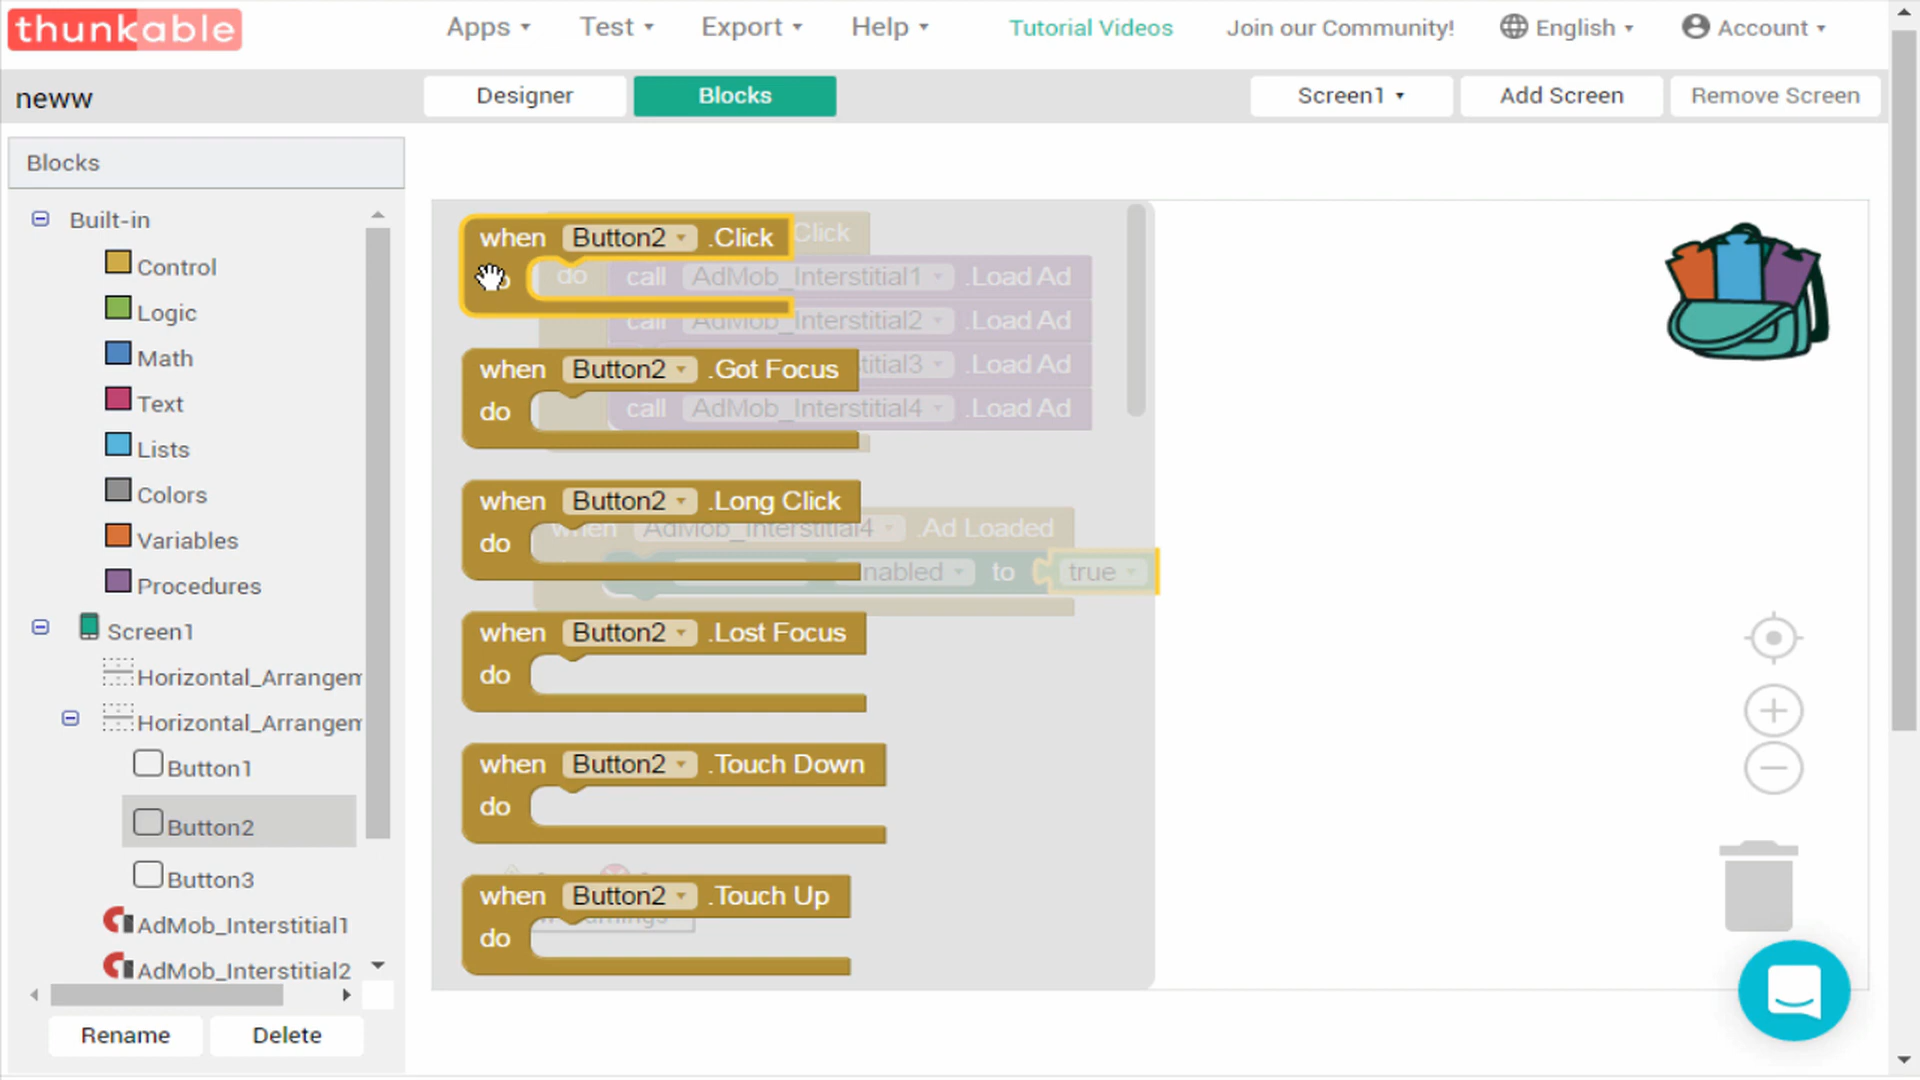 thunkable
Apps Test Export Help Tutorial Videos Join our Community! English Account
neww Designer Blocks Screen1 Add Screen Remove Screen
Blocks
Built-in
Control
Logic
Math
Text
Lists
Colors
Variables
Procedures
Screen1
Horizontal_Arrangem
Horizontal_Arrangem
Button1
Button2
Button3
AdMob_Interstitial1
AdMob_Interstitial2
Rename Delete
when Button2 .Click
Click
do call AdMob_Interstitial1 .Load Ad
call AdMob_Interstitial2 .Load Ad
when Button2 .Got Focus
stitial3 .Load Ad
do
call AdMob_Interstitial4 .Load Ad
when Button2 .Long Click
when AdMob_Interstitial4 .Ad Loaded
do
nabled to true
when Button2 .Lost Focus
do
when Button2 .Touch Down
do
when Button2 .Touch Up
do